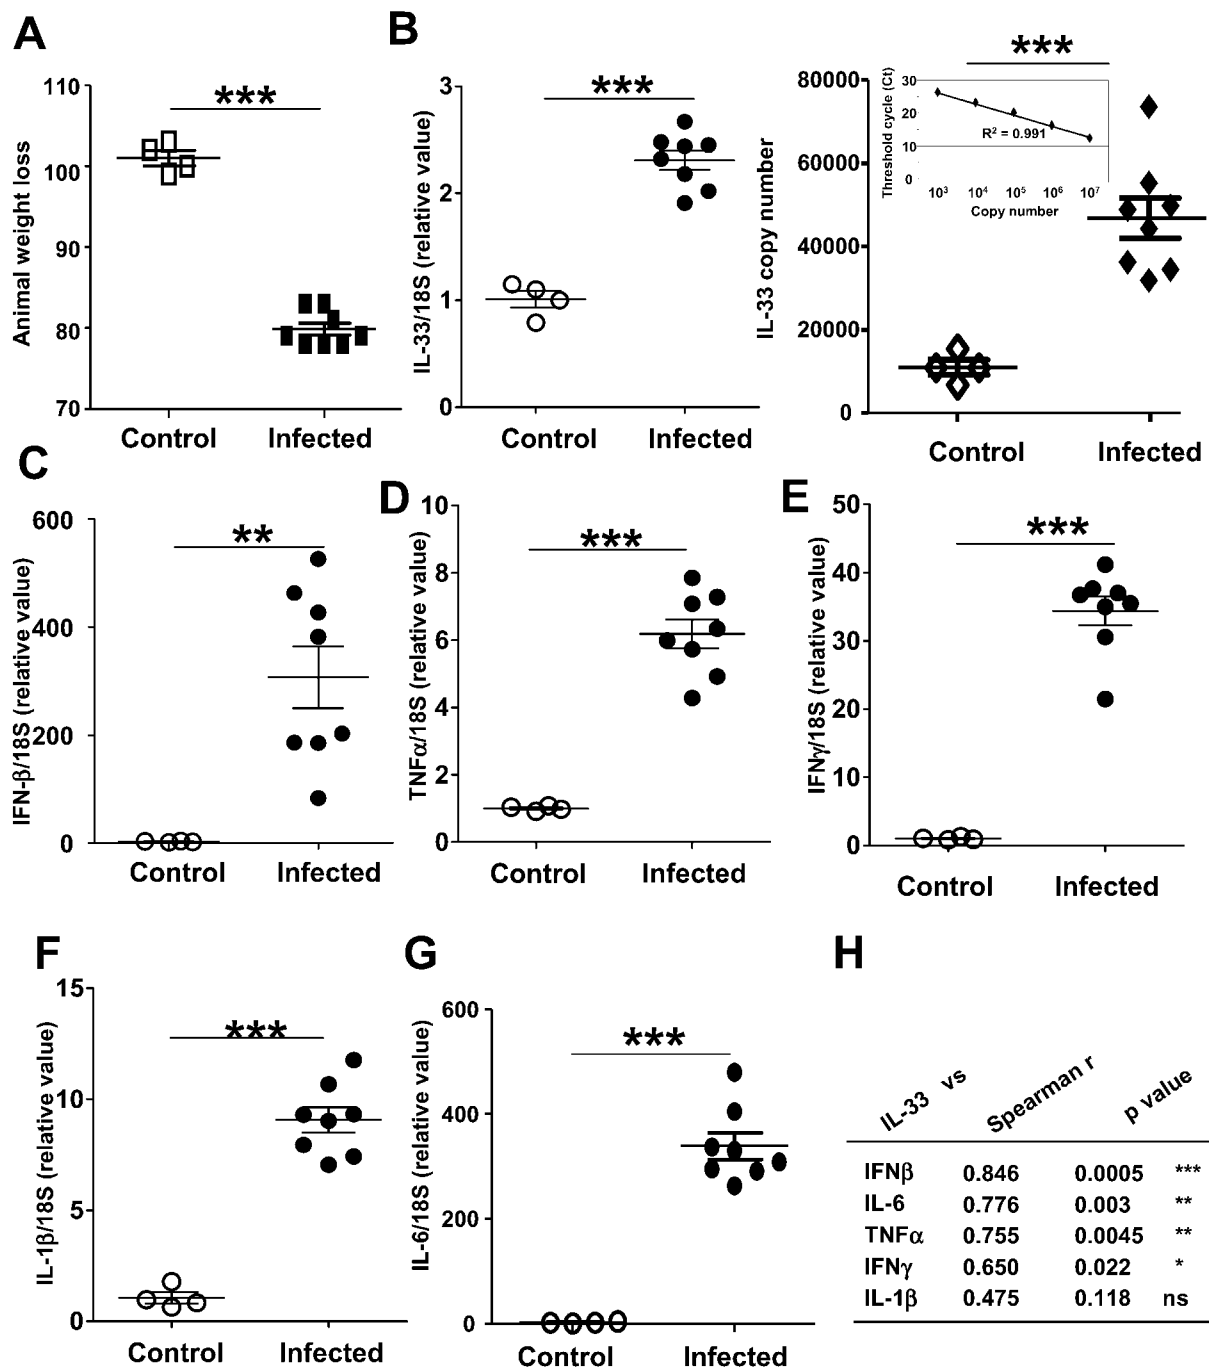 A
Animal weight loss
110
100
90
80
70
***
Control Infected
B
IL-33/18S (relative value)
3
2
1
0
***
Control Infected
IL-33 copy number
80000
60000
40000
20000
0
***
Threshold cycle (Ct)
30
20
10
0
R² = 0.991
10³ 10⁴ 10⁵ 10⁶ 10⁷
Copy number
Control Infected
C
IFN-β/18S (relative value)
600
400
200
0
**
Control Infected
D
TNFα/18S (relative value)
10
8
6
4
2
0
***
Control Infected
E
IFNγ/18S (relative value)
50
40
30
20
10
0
***
Control Infected
F
IL-1β/18S (relative value)
15
10
5
0
***
Control Infected
G
IL-6/18S (relative value)
600
400
200
0
***
Control Infected
H
IL-33 vs Spearman r p value
IFNβ 0.846 0.0005 ***
IL-6 0.776 0.003 **
TNFα 0.755 0.0045 **
IFNγ 0.650 0.022 *
IL-1β 0.475 0.118 ns